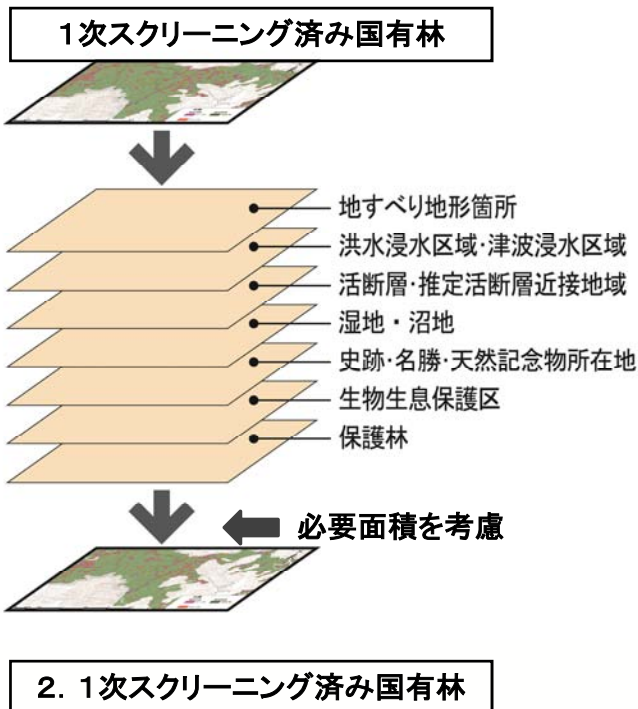 1次スクリーニング済み国有林
地すべり地形箇所
洪水浸水区域・津波浸水区域
活断層・推定活断層近接地域
湿地・沼地
史跡・名勝・天然記念物所在地
生物生息保護区
保護林
必要面積を考慮
2．1次スクリーニング済み国有林